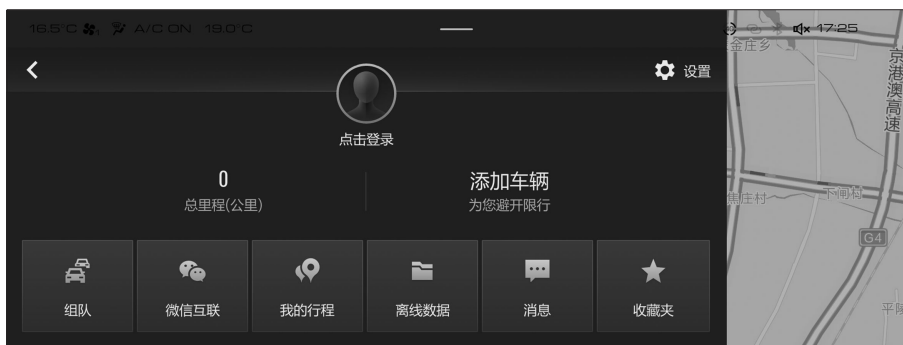 16.5°C A/C ON 19.0°C
17:25
金庄乡
京港澳高速
设置
点击登录
0
总里程(公里)
添加车辆
为您避开限行
焦庄村
下闸村
G4
组队
微信互联
我的行程
离线数据
消息
收藏夹